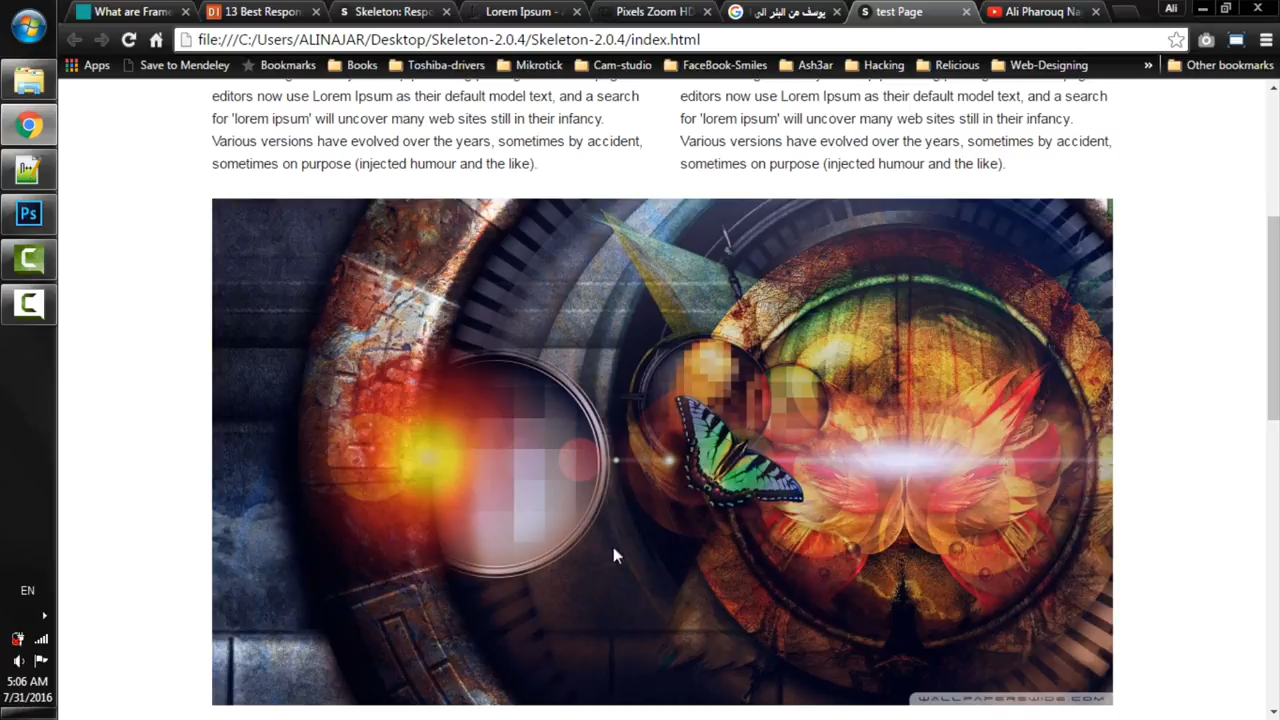 What are Frame
13 Best Respon
Skeleton: Respo
Lorem Ipsum -
Pixels Zoom HD
يوسف من البئر الى ا
test Page
Ali Pharouq Na
Ali
file:///C:/Users/ALINAJAR/Desktop/Skeleton-2.0.4/Skeleton-2.0.4/index.html
Apps
Save to Mendeley
Bookmarks
Books
Toshiba-drivers
Mikrotick
Cam-studio
FaceBook-Smiles
Ash3ar
Hacking
Relicious
Web-Designing
»
Other bookmarks
editors now use Lorem Ipsum as their default model text, and a search
for 'lorem ipsum' will uncover many web sites still in their infancy.
Various versions have evolved over the years, sometimes by accident,
sometimes on purpose (injected humour and the like).
editors now use Lorem Ipsum as their default model text, and a search
for 'lorem ipsum' will uncover many web sites still in their infancy.
Various versions have evolved over the years, sometimes by accident,
sometimes on purpose (injected humour and the like).
WALLPAPERSWIDE.COM
Ps
EN
5:06 AM
7/31/2016